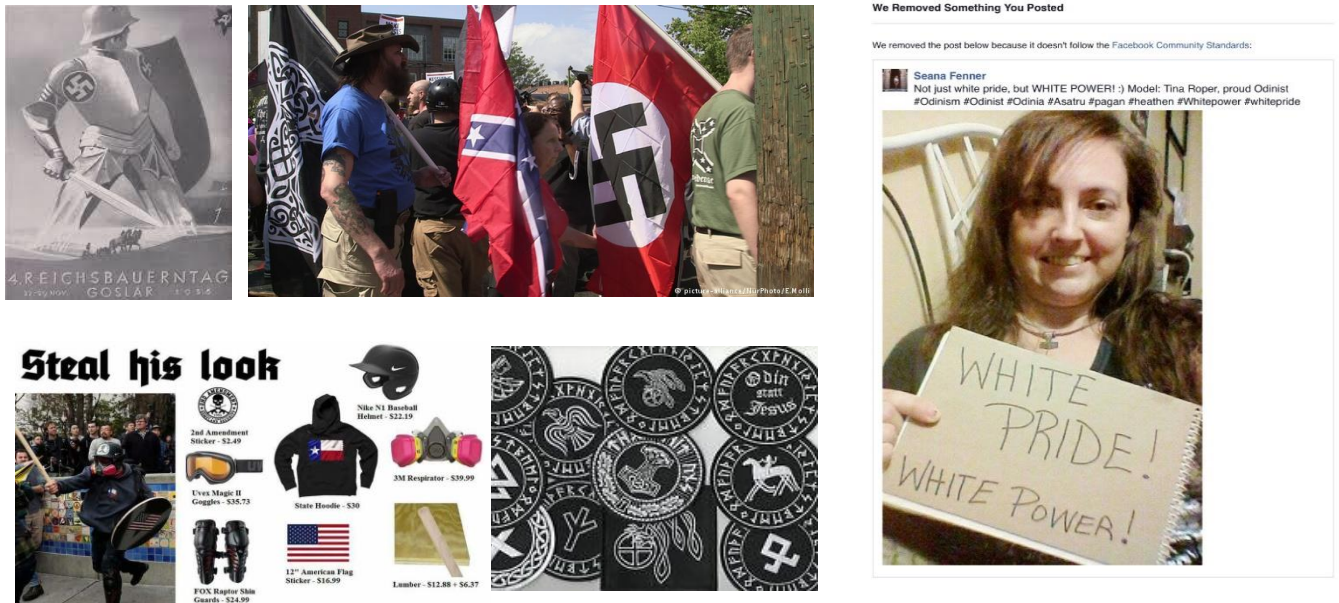 4. REICHSBAUERNTAG
GOSLAR
© picture-alliance/NurPhoto/E.Molli
Steal his look
2nd Amendment
Sticker - $2.49
Nike N1 Baseball
Helmet - $22.19
Uvex Magic II
Goggles - $35.73
State Hoodie - $30
3M Respirator - $39.99
FOX Raptor Shin
Guards - $24.99
12" American Flag
Sticker - $16.99
Lumber - $12.88 + $6.37
Odin
statt
Jesus
We Removed Something You Posted
We removed the post below because it doesn't follow the Facebook Community Standards:
Seana Fenner
Not just white pride, but WHITE POWER! :) Model: Tina Roper, proud Odinist
#Odinism #Odinist #Odinia #Asatru #pagan #heathen #Whitepower #whitepride
WHITE
PRIDE!
WHITE POWER!